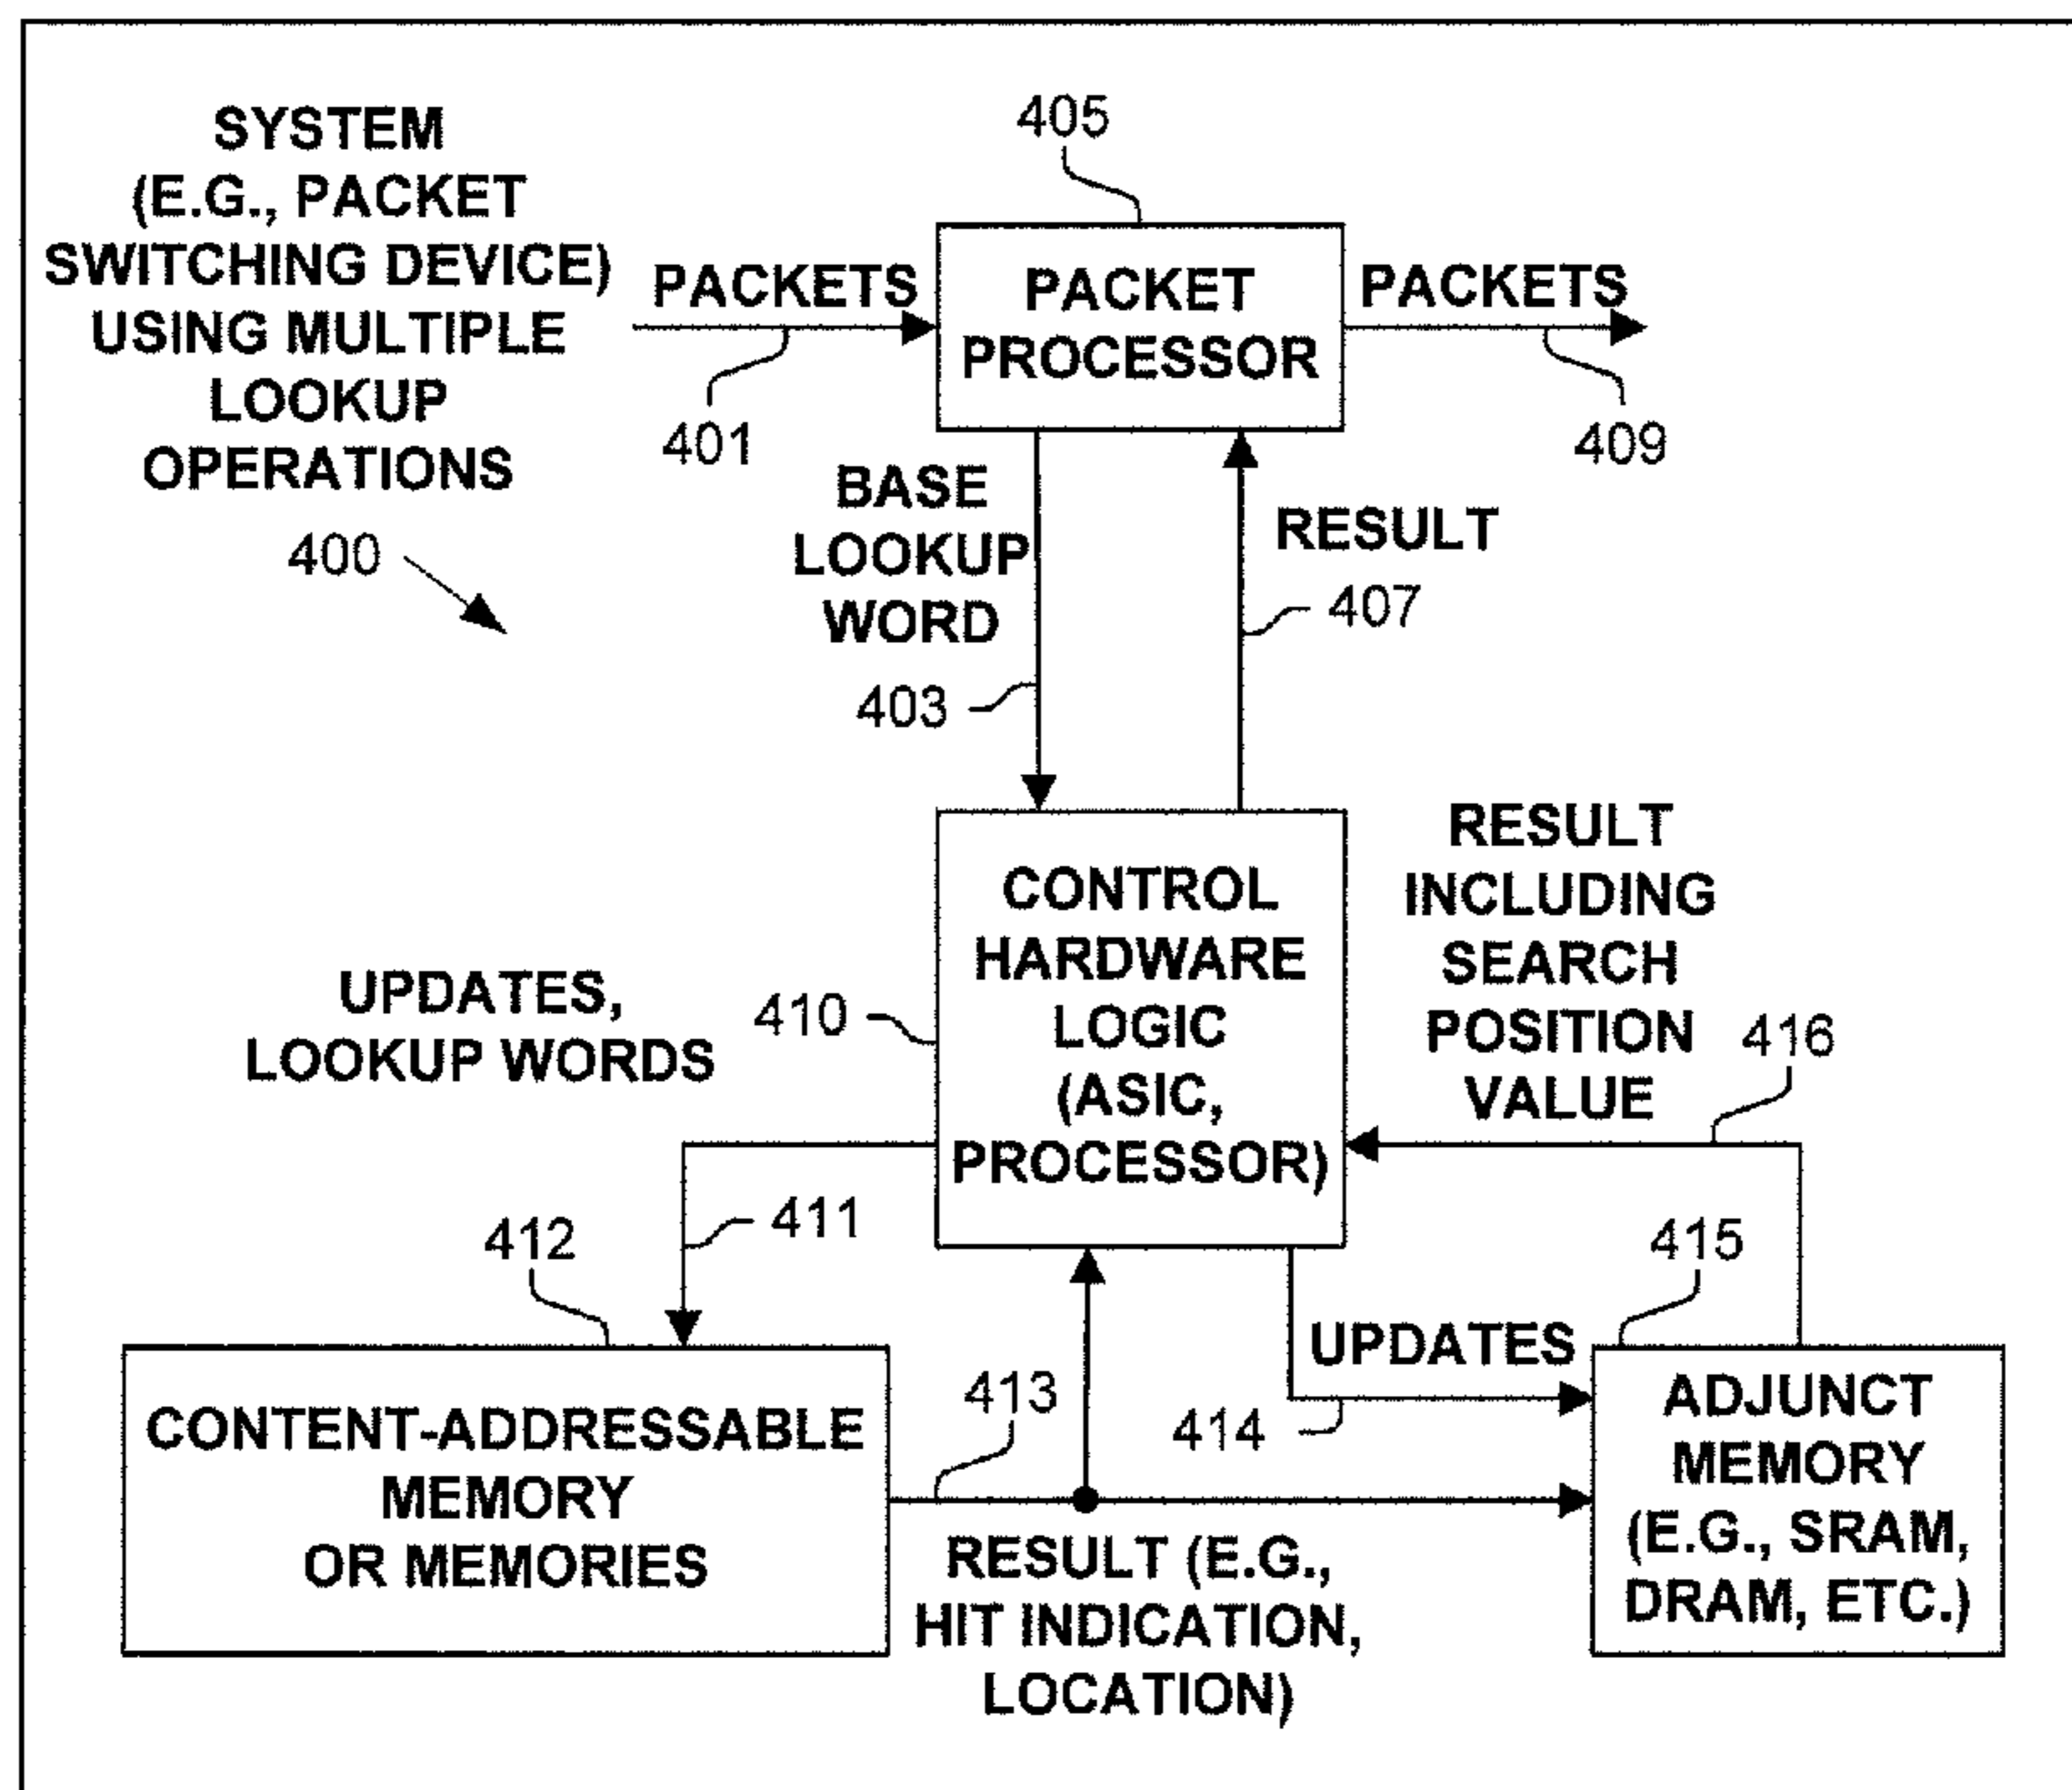 SYSTEM
(E.G., PACKET
SWITCHING DEVICE)
USING MULTIPLE
LOOKUP
OPERATIONS
400
405
PACKETS
401
PACKET
PROCESSOR
PACKETS
409
BASE
LOOKUP
WORD
403
RESULT
407
CONTROL
HARDWARE
LOGIC
(ASIC,
PROCESSOR)
410
RESULT
INCLUDING
SEARCH
POSITION
VALUE
416
UPDATES,
LOOKUP WORDS
411
412
CONTENT-ADDRESSABLE
MEMORY
OR MEMORIES
413
RESULT (E.G.,
HIT INDICATION,
LOCATION)
UPDATES
414
415
ADJUNCT
MEMORY
(E.G., SRAM,
DRAM, ETC.)